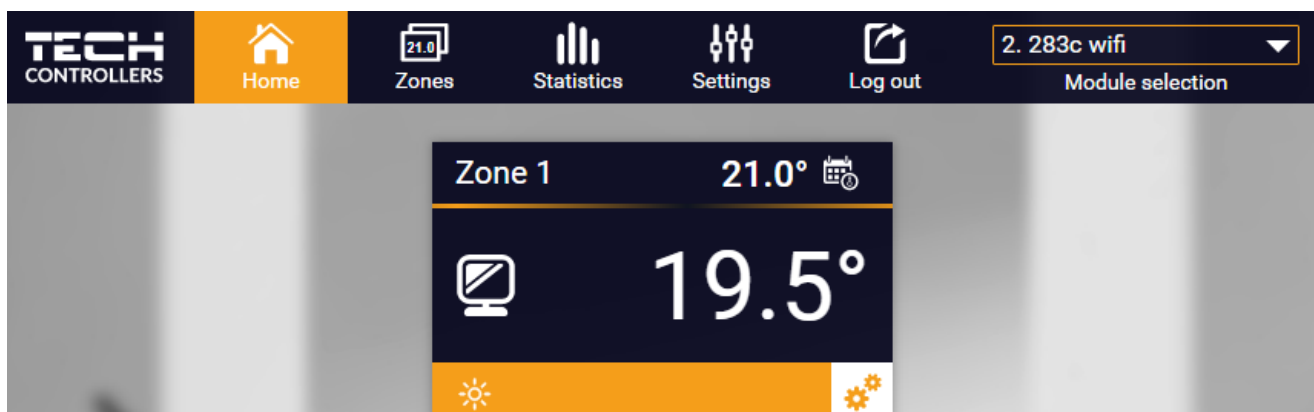 TECH
CONTROLLERS
Home
21.0
Zones
Statistics
Settings
Log out
2. 283c wifi
Module selection
Zone 1 21.0°
19.5°